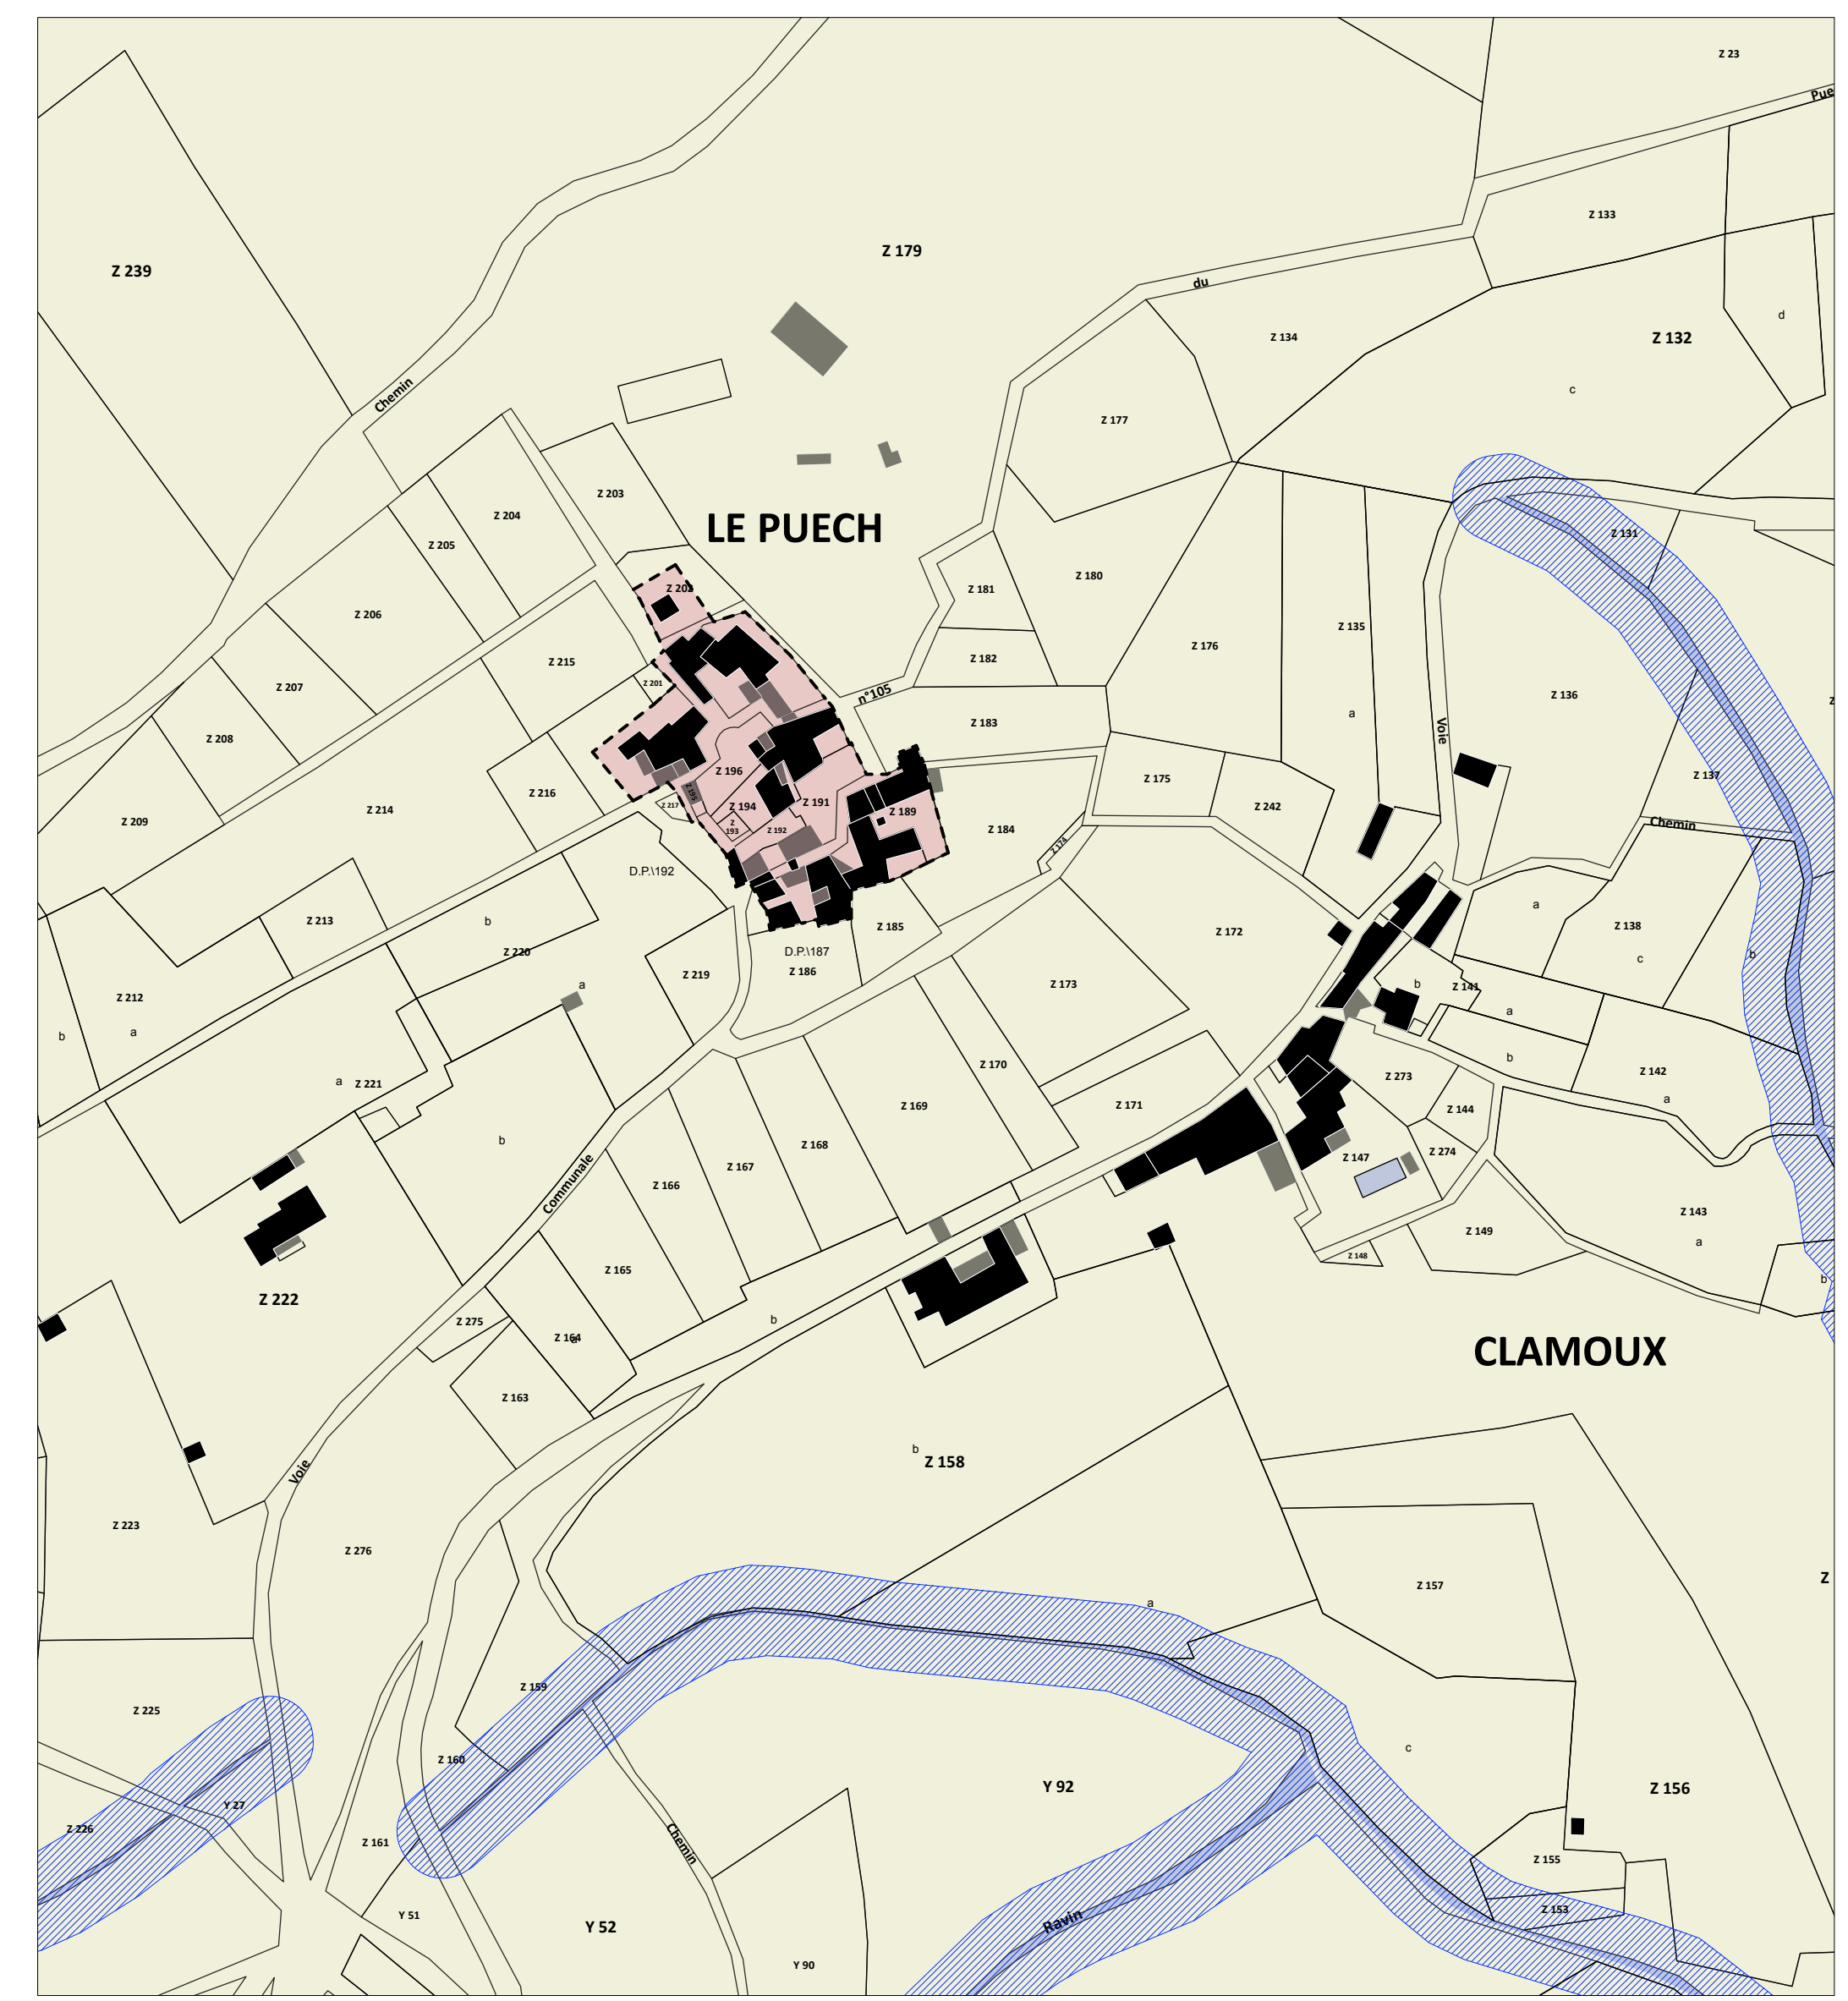 Z 23
Pue
Z 133
Z 179
Z 239
du
d
Z 134
Z 132
c
Chemin
Z 177
Z 203
Z 204
LE PUECH
Z 131
Z 205
Z 180
Z 202
Z 181
Z 206
Z 135
Z 176
Z 182
Z 215
Z 201
Z 207
n°105
Z 136
Z
a
Z 183
Voie
Z 208
Z 196
Z 137
Z 175
Z 216
Z 195
Z 242
Z 217
Z 194
Z 191
Z 214
Z 189
Z 209
Z
193
Z 192
Z 184
Chemin
Z 174
D.P.\192
a
Z 213
b
Z 185
Z 138
Z 172
Z 220
D.P.\187
b
c
Z 186
Z 219
a
Z 173
b
Z 141
Z 212
a
a
b
b
Z 170
Z 142
Z 273
a
Z 221
a
Z 169
Z 171
Z 144
b
Z 168
Z 274
Z 147
Z 167
Communale
Z 166
Z 143
Z 149
a
Z 148
Z 165
b
Z 222
b
Z 275
Z 164
a
CLAMOUX
Z 163
b
Z 158
Voie
Z 223
Z 276
Z
Z 157
a
Z 159
Z 225
c
Z 160
Y 92
Z 156
Y 27
Z 226
Z 161
Chemin
Z 155
Z 153
Y 51
Ravin
Y 52
Y 90